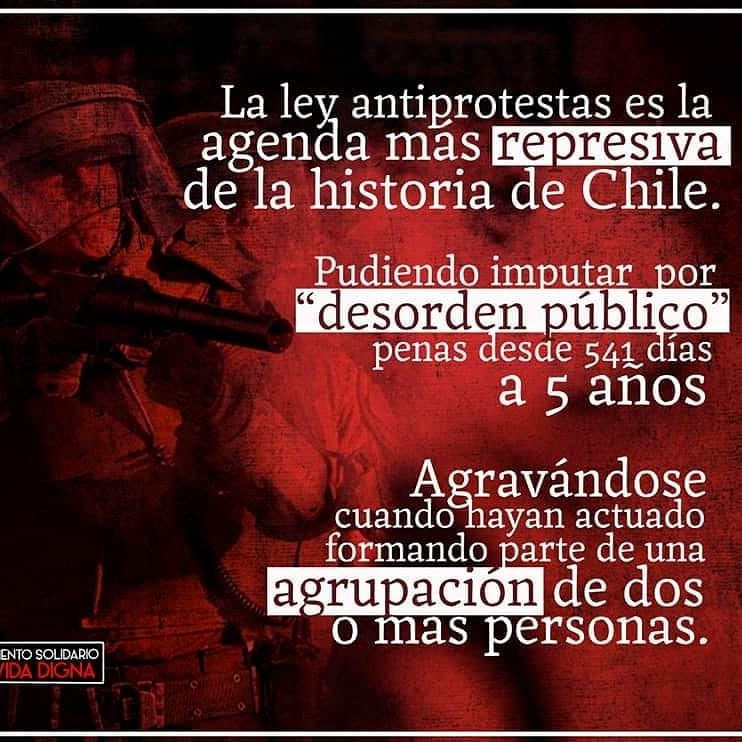 La ley antiprotestas es la
agenda más represiva
de la historia de Chile.
Pudiendo imputar por
“desorden público”
penas desde 541 días
a 5 años
Agravándose
cuando hayan actuado
formando parte de una
agrupación de dos
o mas personas.
ENTO SOLIDARIO
VIDA DIGNA